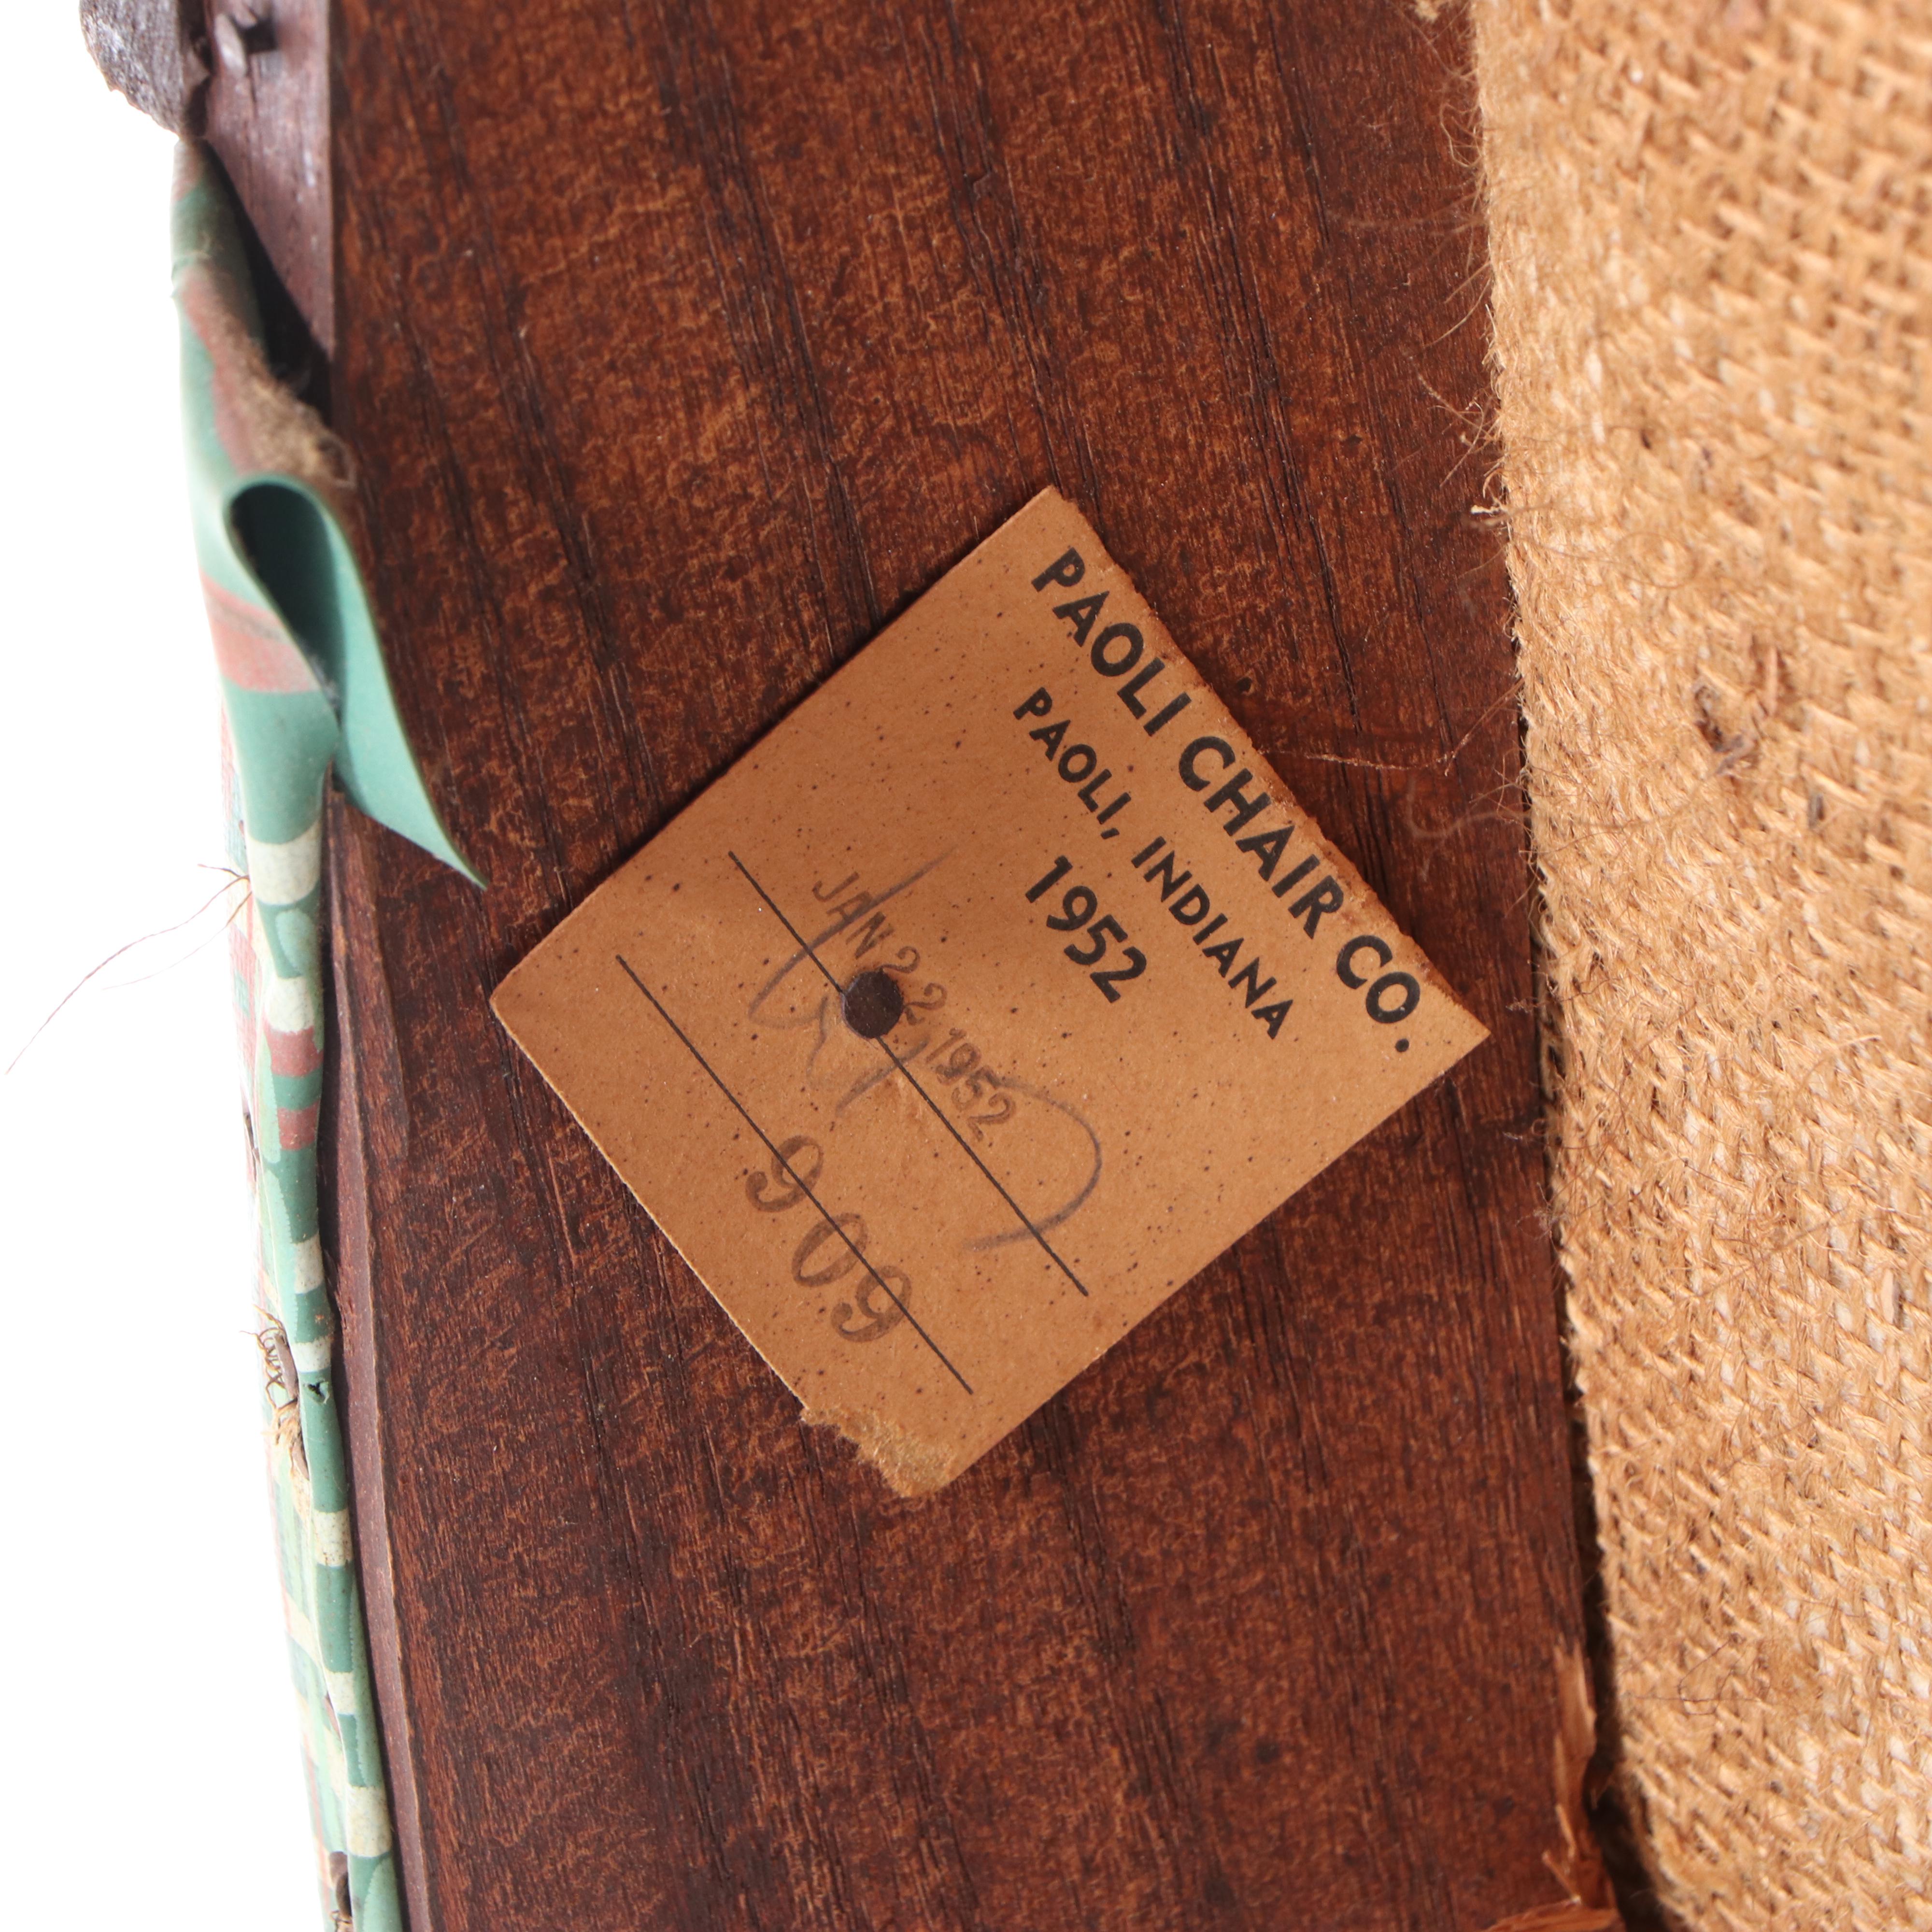 PAOLI CHAIR CO.
PAOLI, INDIANA
1952
JAN 22 1952
909